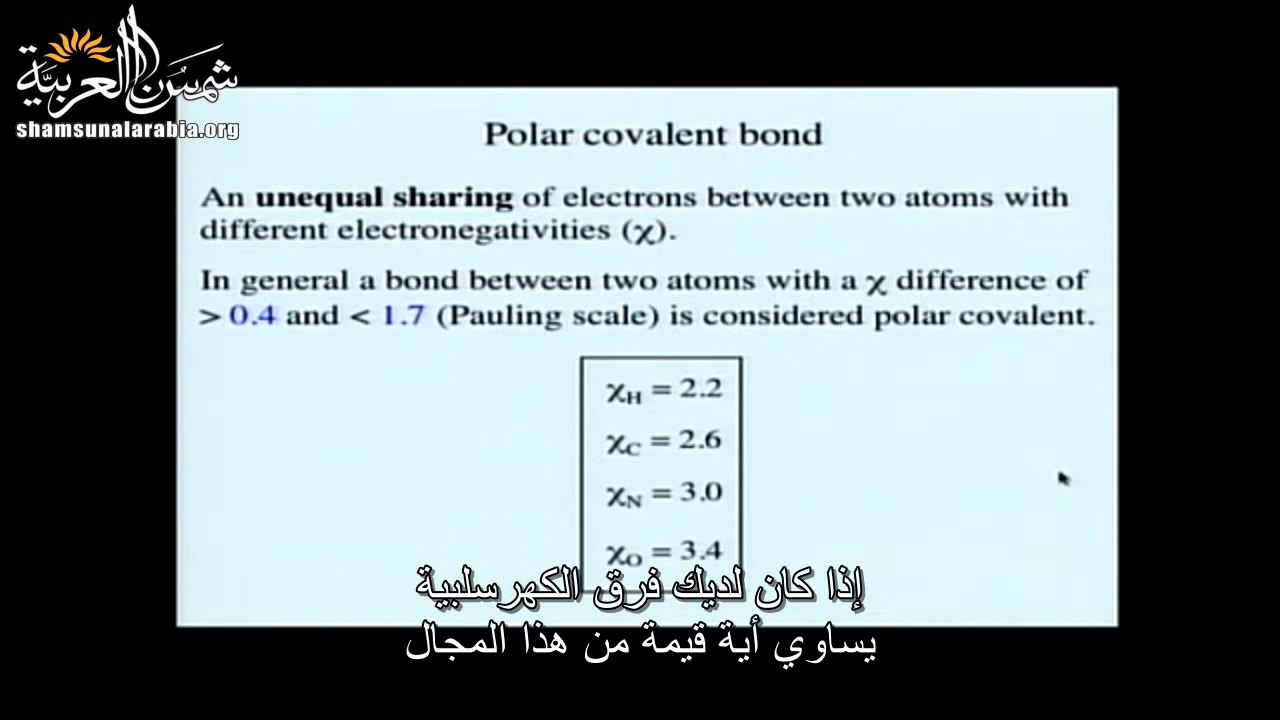 شمس العربية
shamsunalarabia.org
Polar covalent bond
An unequal sharing of electrons between two atoms with
different electronegativities (χ).
In general a bond between two atoms with a χ difference of
> 0.4 and < 1.7 (Pauling scale) is considered polar covalent.
χH = 2.2
χC = 2.6
χN = 3.0
χO = 3.4
إذا كان لديك فرق الكهرسلبية
يساوي أية قيمة من هذا المجال